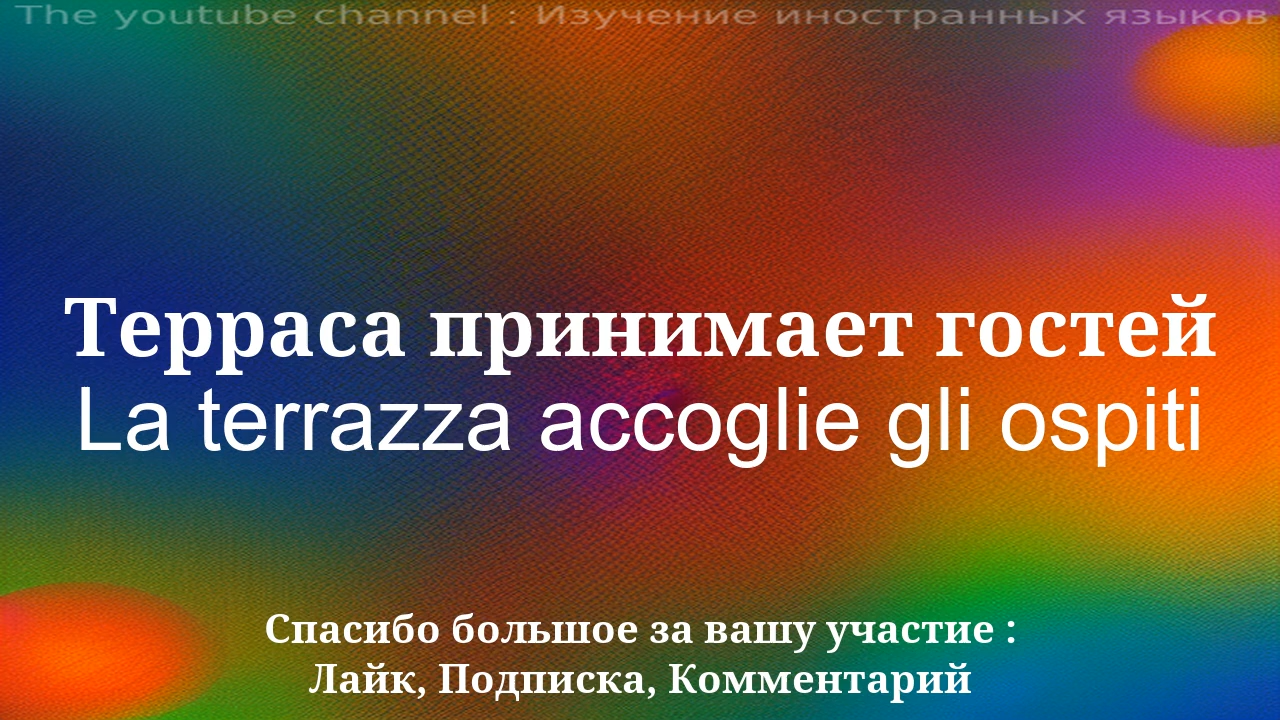 The youtube channel : Изучение иностранных языков
Терраса принимает гостей
La terrazza accoglie gli ospiti
Спасибо большое за вашу участие :
Лайк, Подписка, Комментарий